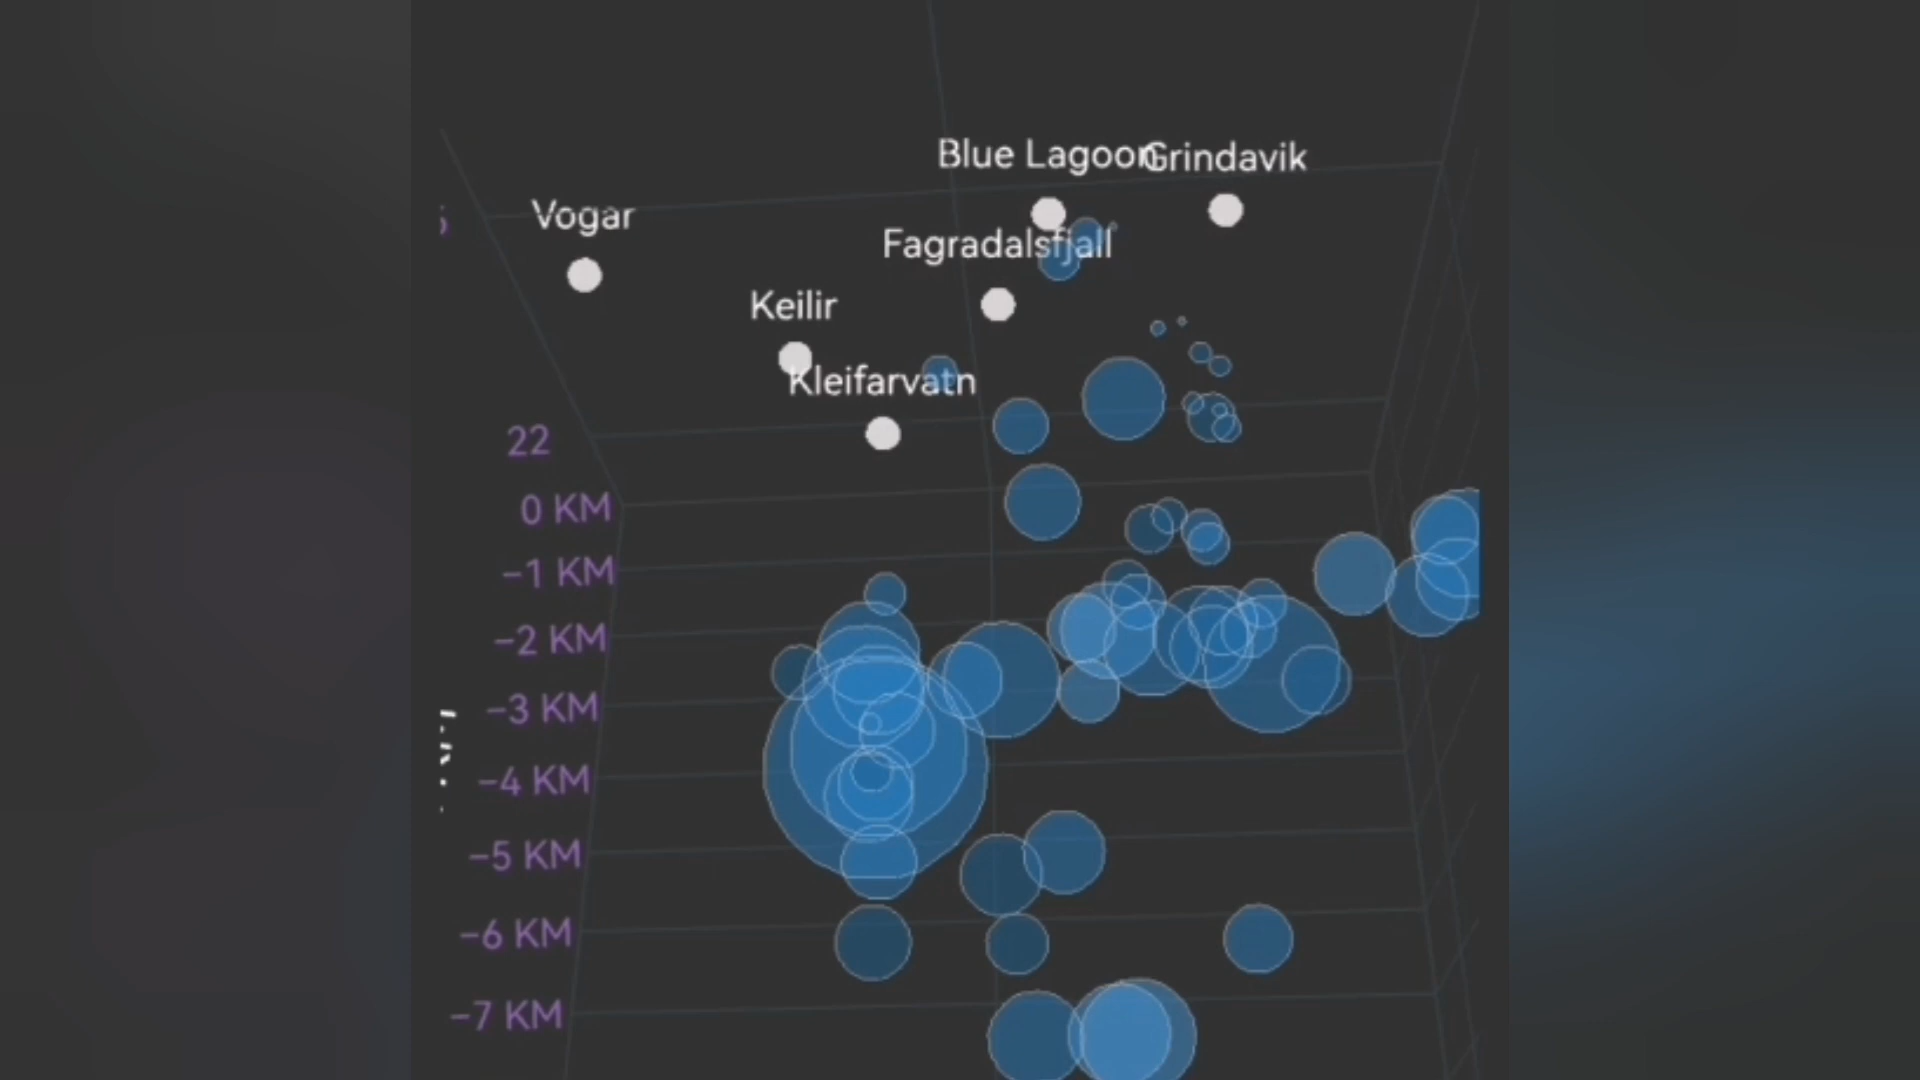 Blue Lagoon
Grindavik
Vogar
Fagradalsfjall
Keilir
Kleifarvatn
22
0 KM
−1 KM
−2 KM
−3 KM
−4 KM
−5 KM
−6 KM
−7 KM